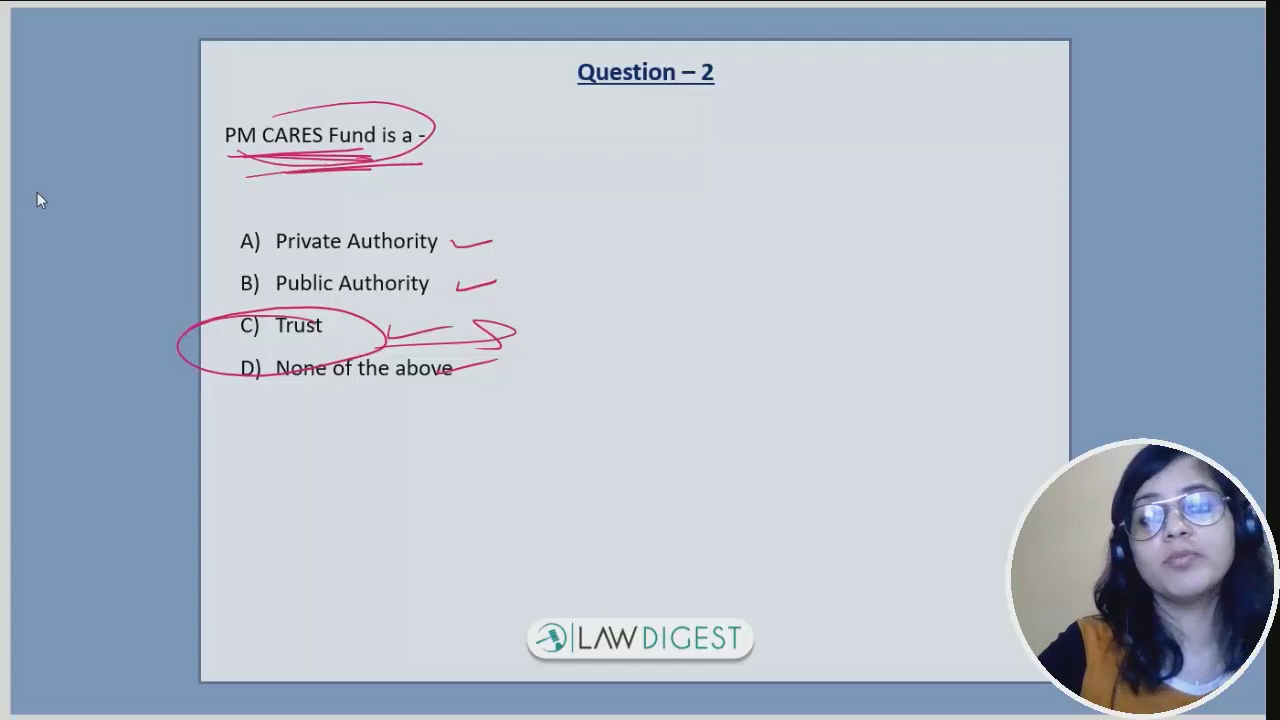 Question – 2
PM CARES Fund is a -
A) Private Authority
B) Public Authority
C) Trust
D) None of the above
LAWDIGEST